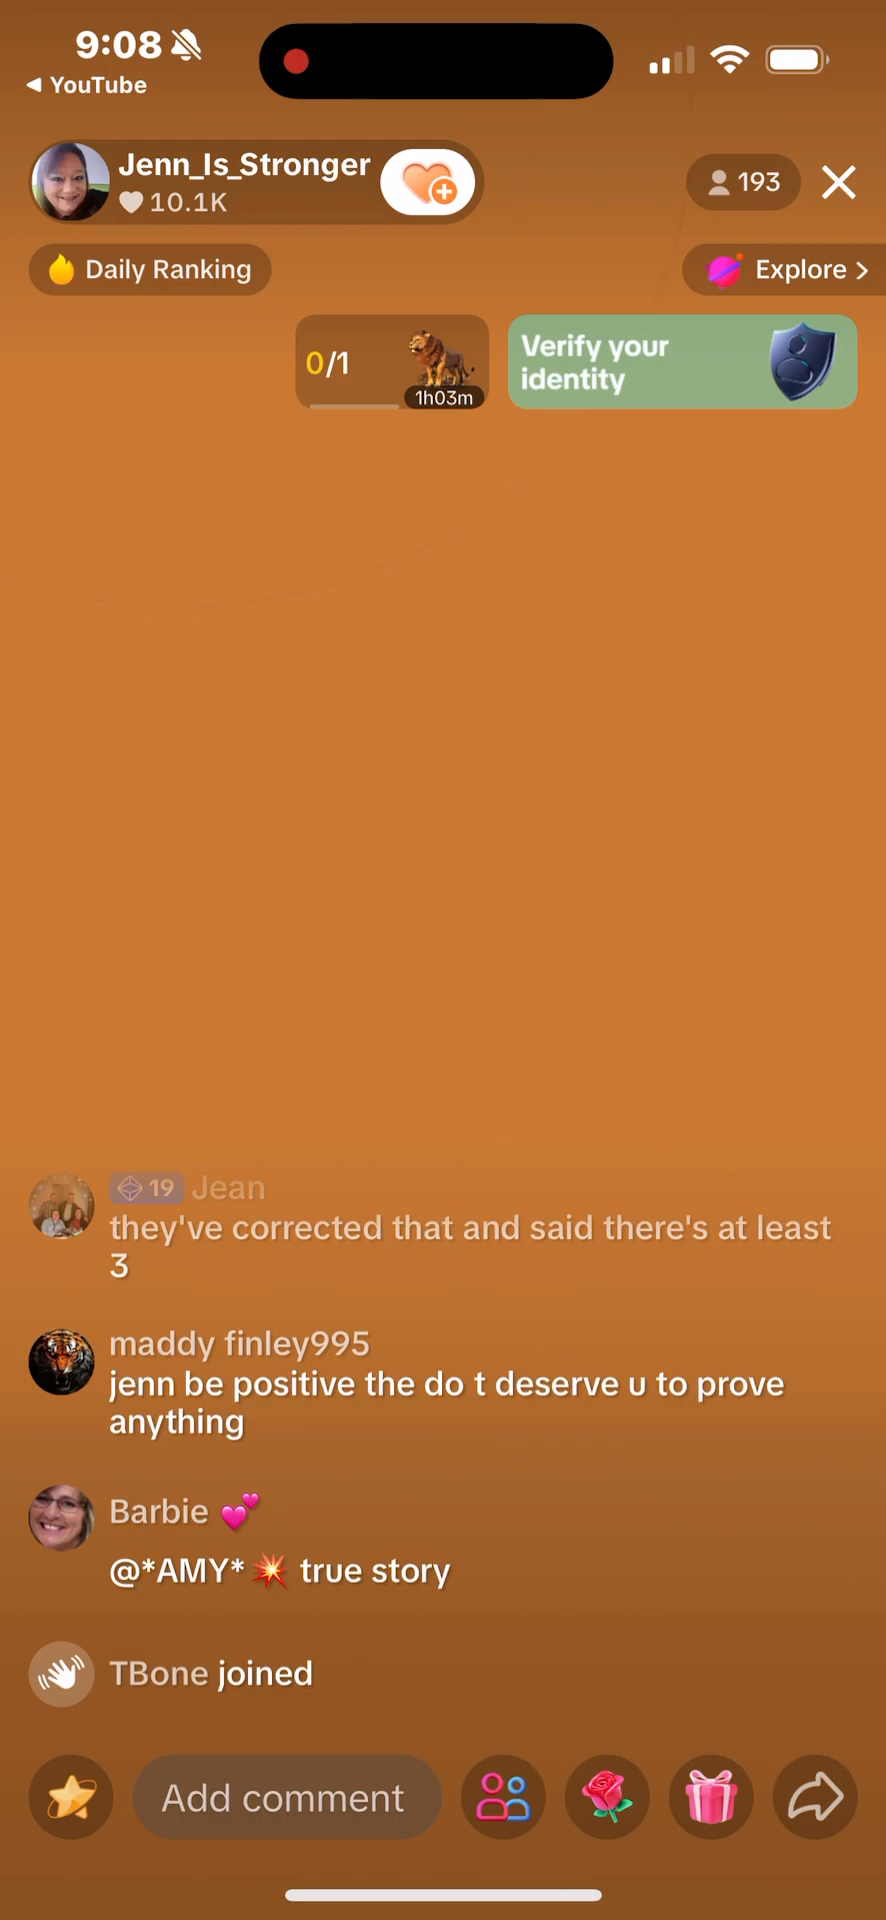 9:08
YouTube
Jenn_Is_Stronger
10.1K
193
Daily Ranking
Explore >
0/1
1h03m
Verify your
identity
19 Jean
they've corrected that and said there's at least
3
maddy finley995
jenn be positive the do t deserve u to prove
anything
Barbie 💕
@*AMY* 💥 true story
TBone joined
Add comment